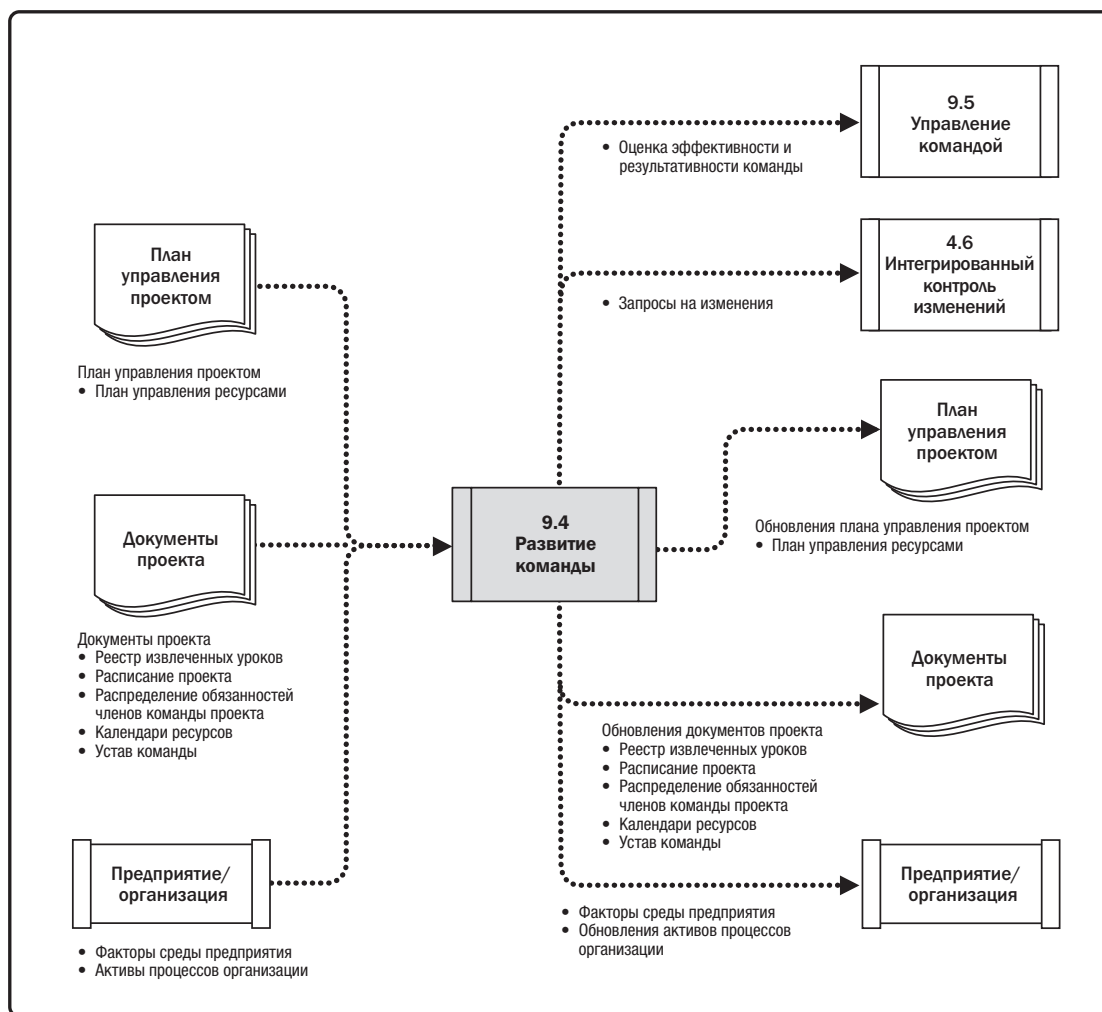 План
управления
проектом
План управления проектом
• План управления ресурсами
Документы
проекта
Документы проекта
• Реестр извлеченных уроков
• Расписание проекта
• Распределение обязанностей
членов команды проекта
• Календари ресурсов
• Устав команды
Предприятие/
организация
• Факторы среды предприятия
• Активы процессов организации
9.4
Развитие
команды
• Оценка эффективности и
результативности команды
9.5
Управление
командой
• Запросы на изменения
4.6
Интегрированный
контроль
изменений
План
управления
проектом
Обновления плана управления проектом
• План управления ресурсами
Документы
проекта
Обновления документов проекта
• Реестр извлеченных уроков
• Расписание проекта
• Распределение обязанностей
членов команды проекта
• Календари ресурсов
• Устав команды
Предприятие/
организация
• Факторы среды предприятия
• Обновления активов процессов
организации